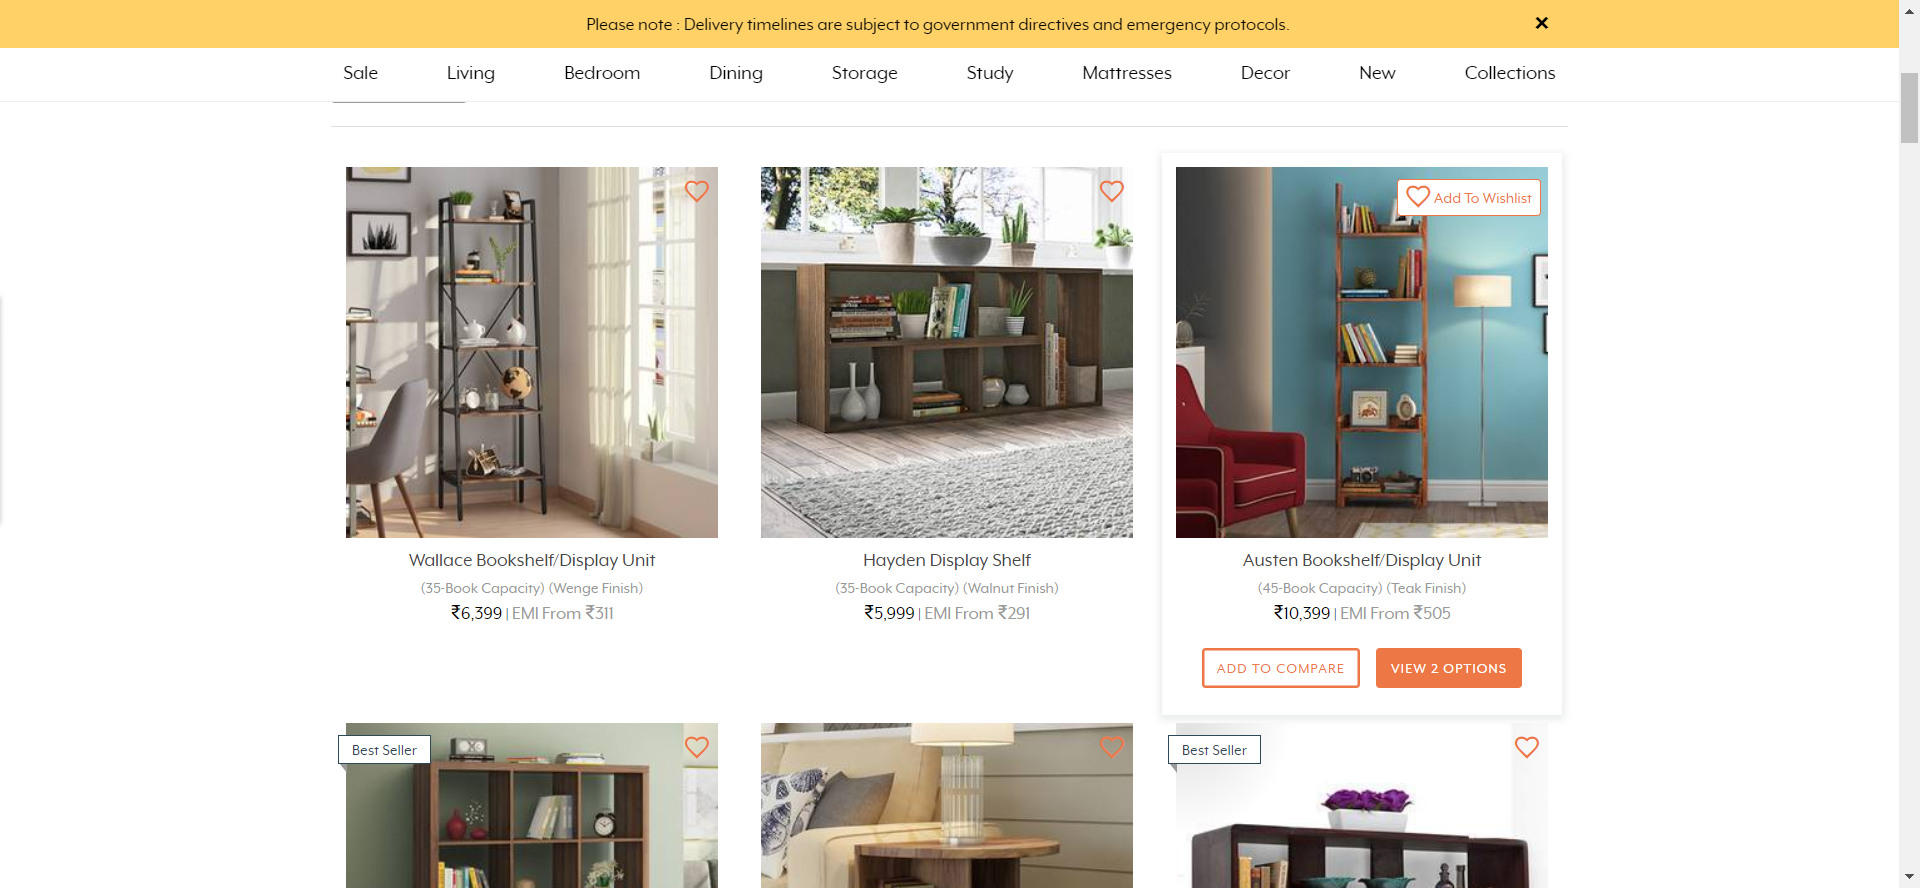 Please note : Delivery timelines are subject to government directives and emergency protocols.
Sale Living Bedroom Dining Storage Study Mattresses Decor New Collections
Add To Wishlist
Wallace Bookshelf/Display Unit
(35-Book Capacity) (Wenge Finish)
₹6,399 | EMI From ₹311
Hayden Display Shelf
(35-Book Capacity) (Walnut Finish)
₹5,999 | EMI From ₹291
Austen Bookshelf/Display Unit
(45-Book Capacity) (Teak Finish)
₹10,399 | EMI From ₹505
ADD TO COMPARE VIEW 2 OPTIONS
Best Seller
Best Seller